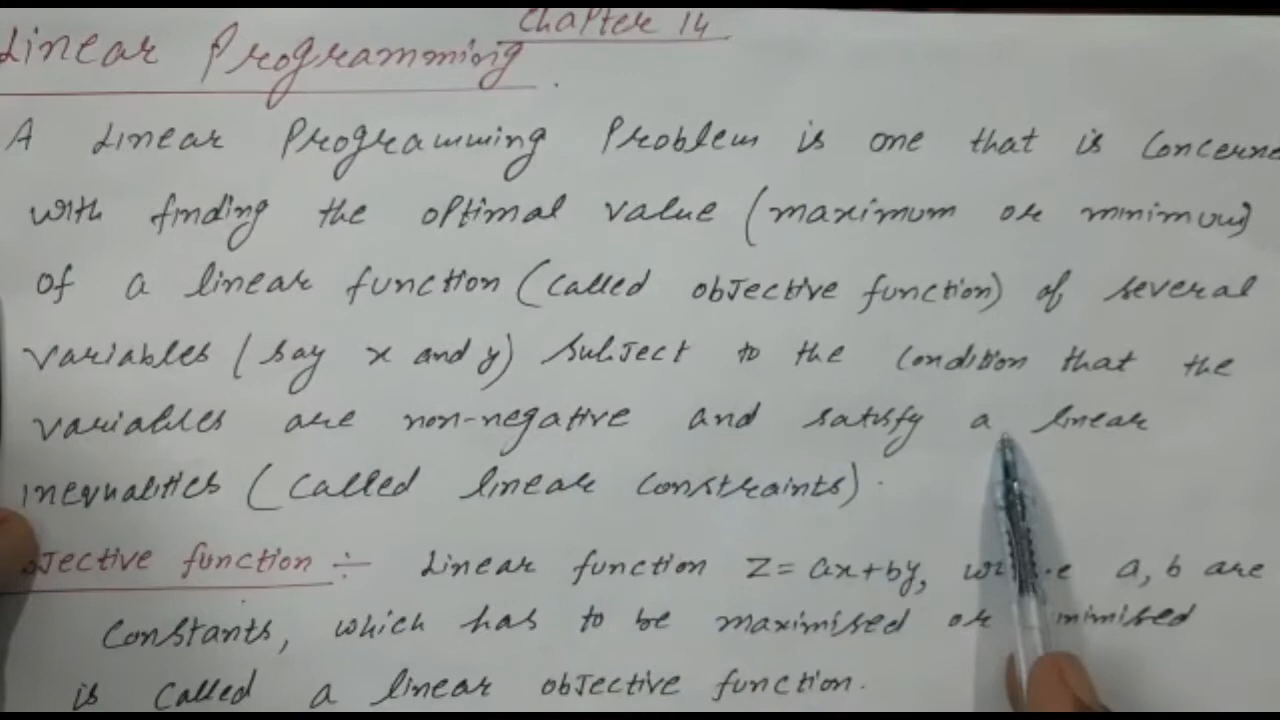 Chapter 14
Linear Programming
A Linear Programming Problem is one that is Concerne
with finding the optimal value (maximum or minimum)
of a linear function (called objective function) of several
variables (say x and y) subject to the condition that the
variables are non-negative and satisfy a linear
inequalities (called linear constraints).
jective function ÷ Linear function Z = ax+by, a, b are
Constants, which has to be maximised or
is called a linear objective function.